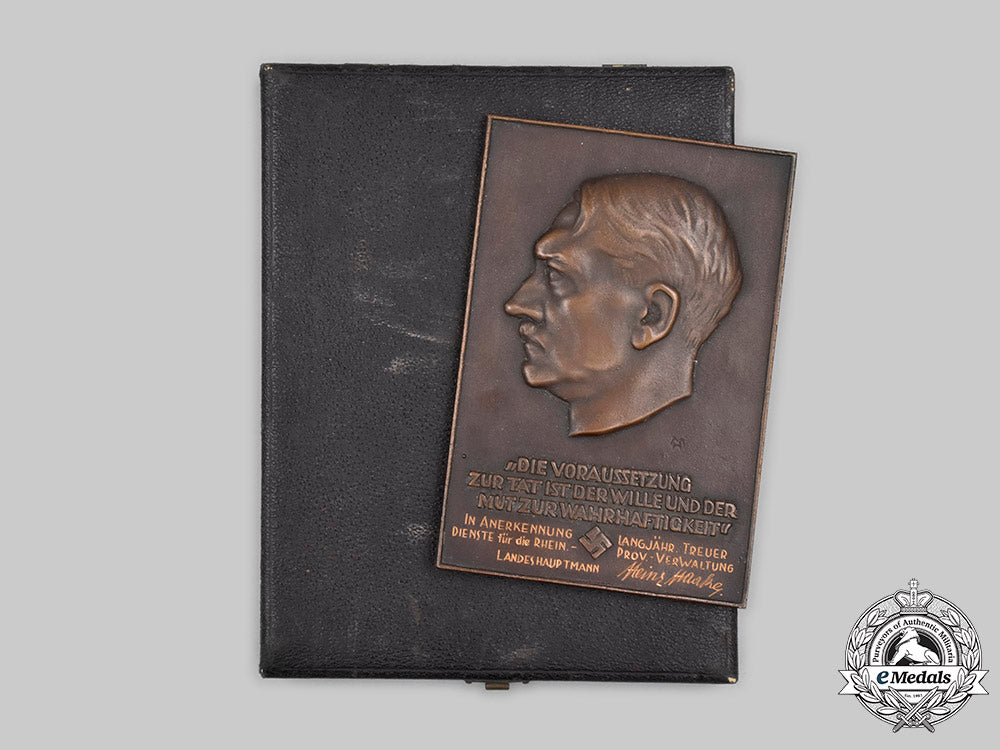 „DIE VORAUSSETZUNG
ZUR TAT IST DER WILLE UND DER
MUT ZUR WAHRHAFTIGKEIT"
IN ANERKENNUNG LANGJÄHR. TREUER
DIENSTE für die RHEIN.- PROV.-VERWALTUNG
LANDESHAUPTMANN Heinz Haake.
Purveyors of Authentic Militaria
eMedals